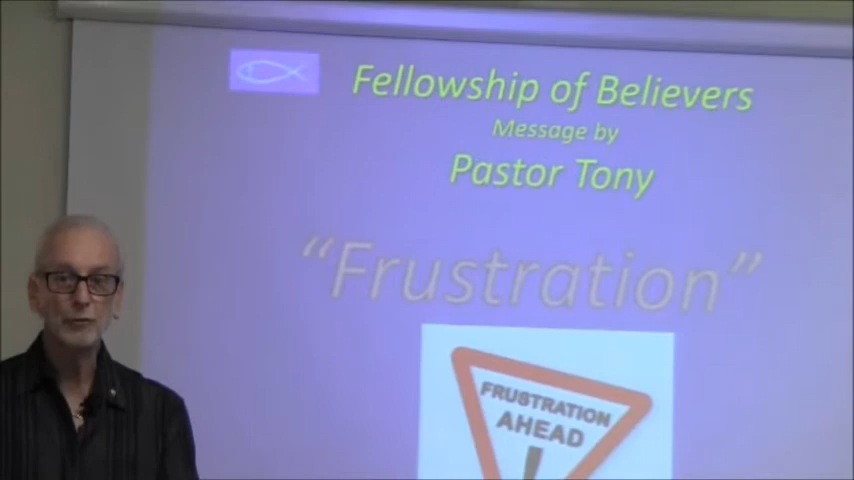 Fellowship of Believers
Message by
Pastor Tony
"Frustration"
FRUSTRATION
AHEAD
!